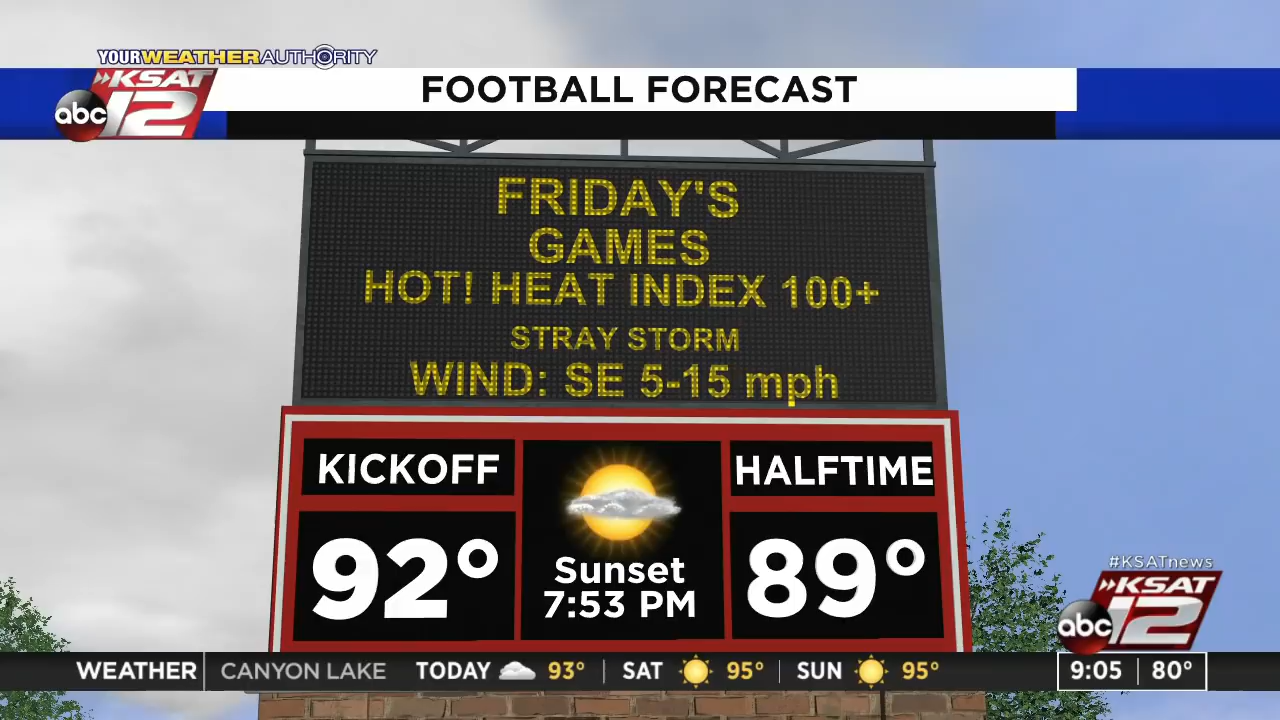 YOURWEATHERAUTHORITY
KSAT
abc 12
FOOTBALL FORECAST
FRIDAY'S
GAMES
HOT! HEAT INDEX 100+
STRAY STORM
WIND: SE 5-15 mph
KICKOFF
HALFTIME
92°
Sunset
7:53 PM
89°
#KSATnews
KSAT
abc 12
WEATHER CANYON LAKE TODAY 93° SAT 95° SUN 95° 9:05 80°